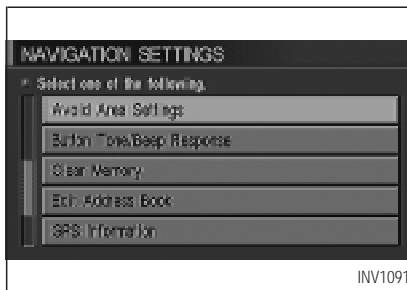 NAVIGATION SETTINGS
Select one of the following.
Avoid Area Settings
Button Tone/Beep Response
Clear Memory
Edit Address Book
GPS Information
INV1091